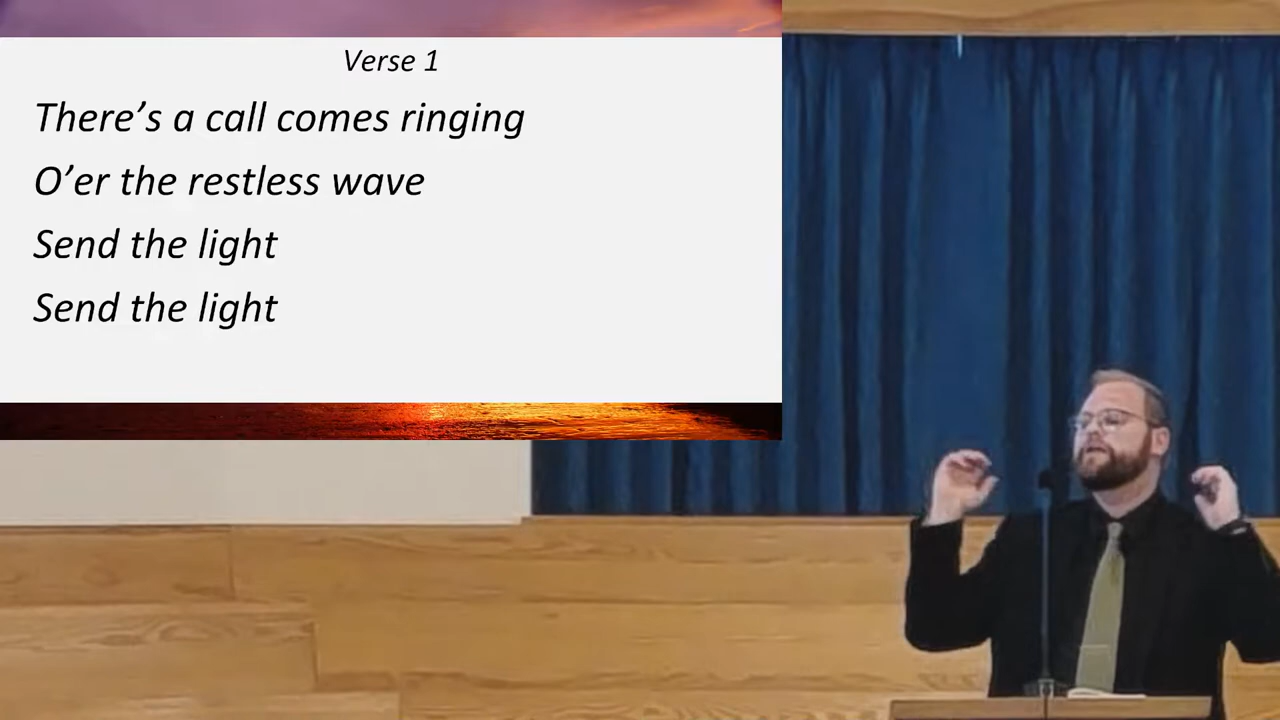 Verse 1
There’s a call comes ringing
O’er the restless wave
Send the light
Send the light